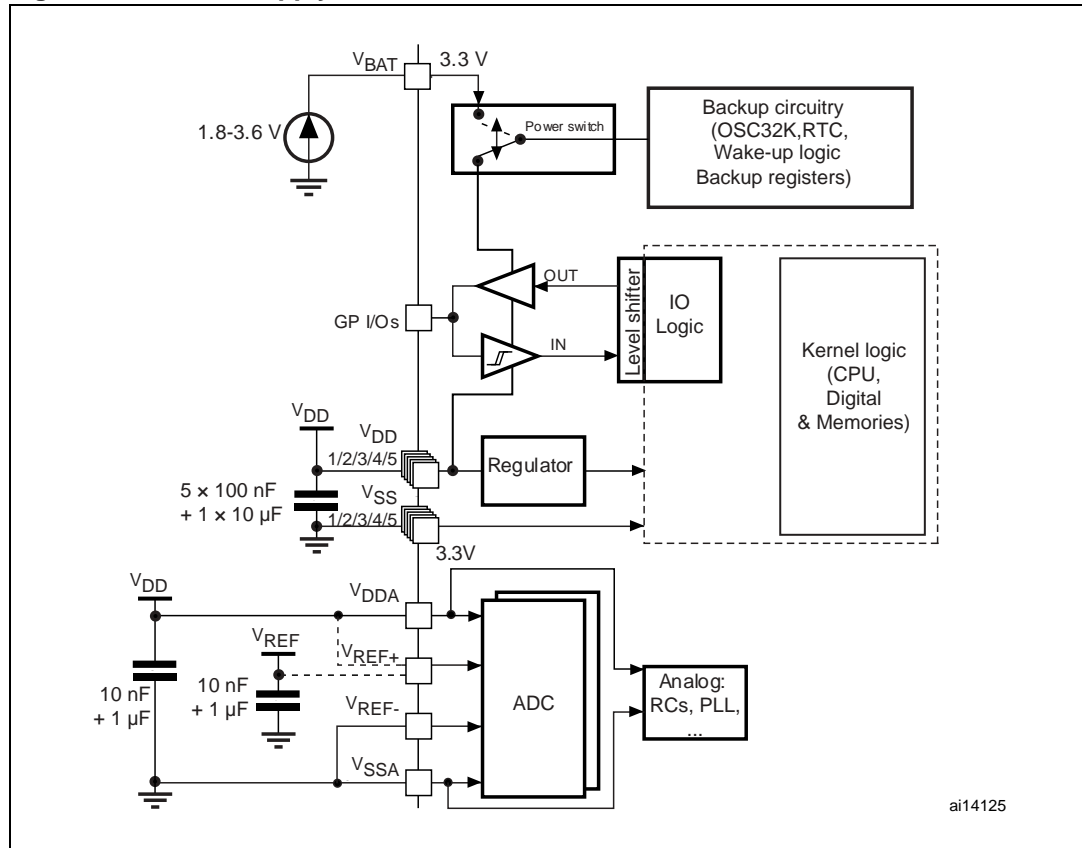 VBAT
3.3 V
1.8-3.6 V
Power switch
Backup circuitry
(OSC32K,RTC,
Wake-up logic
Backup registers)
OUT
GP I/Os
IN
Level shifter
IO
Logic
Kernel logic
(CPU,
Digital
& Memories)
VDD
VDD
1/2/3/4/5
Regulator
5 × 100 nF
+ 1 × 10 µF
VSS
1/2/3/4/5
3.3V
VDD
VDDA
VREF
VREF+
10 nF
+ 1 µF
10 nF
+ 1 µF
VREF-
ADC
Analog:
RCs, PLL,
...
VSSA
ai14125